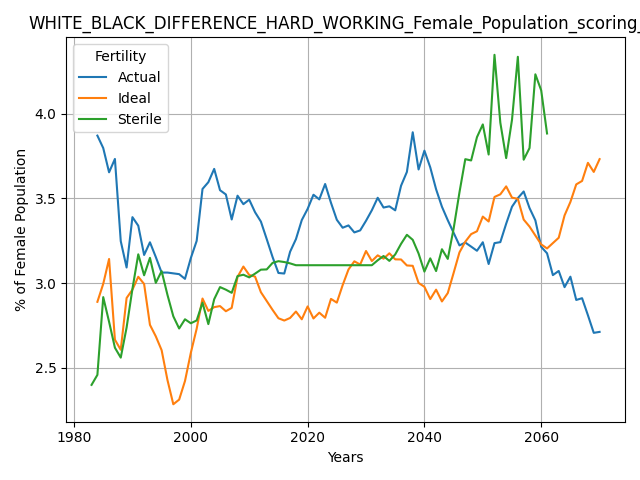 WHITE_BLACK_DIFFERENCE_HARD_WORKING_Female_Population_scoring_
Fertility
Actual
Ideal
Sterile
4.0
3.5
3.0
2.5
% of Female Population
1980 2000 2020 2040 2060
Years